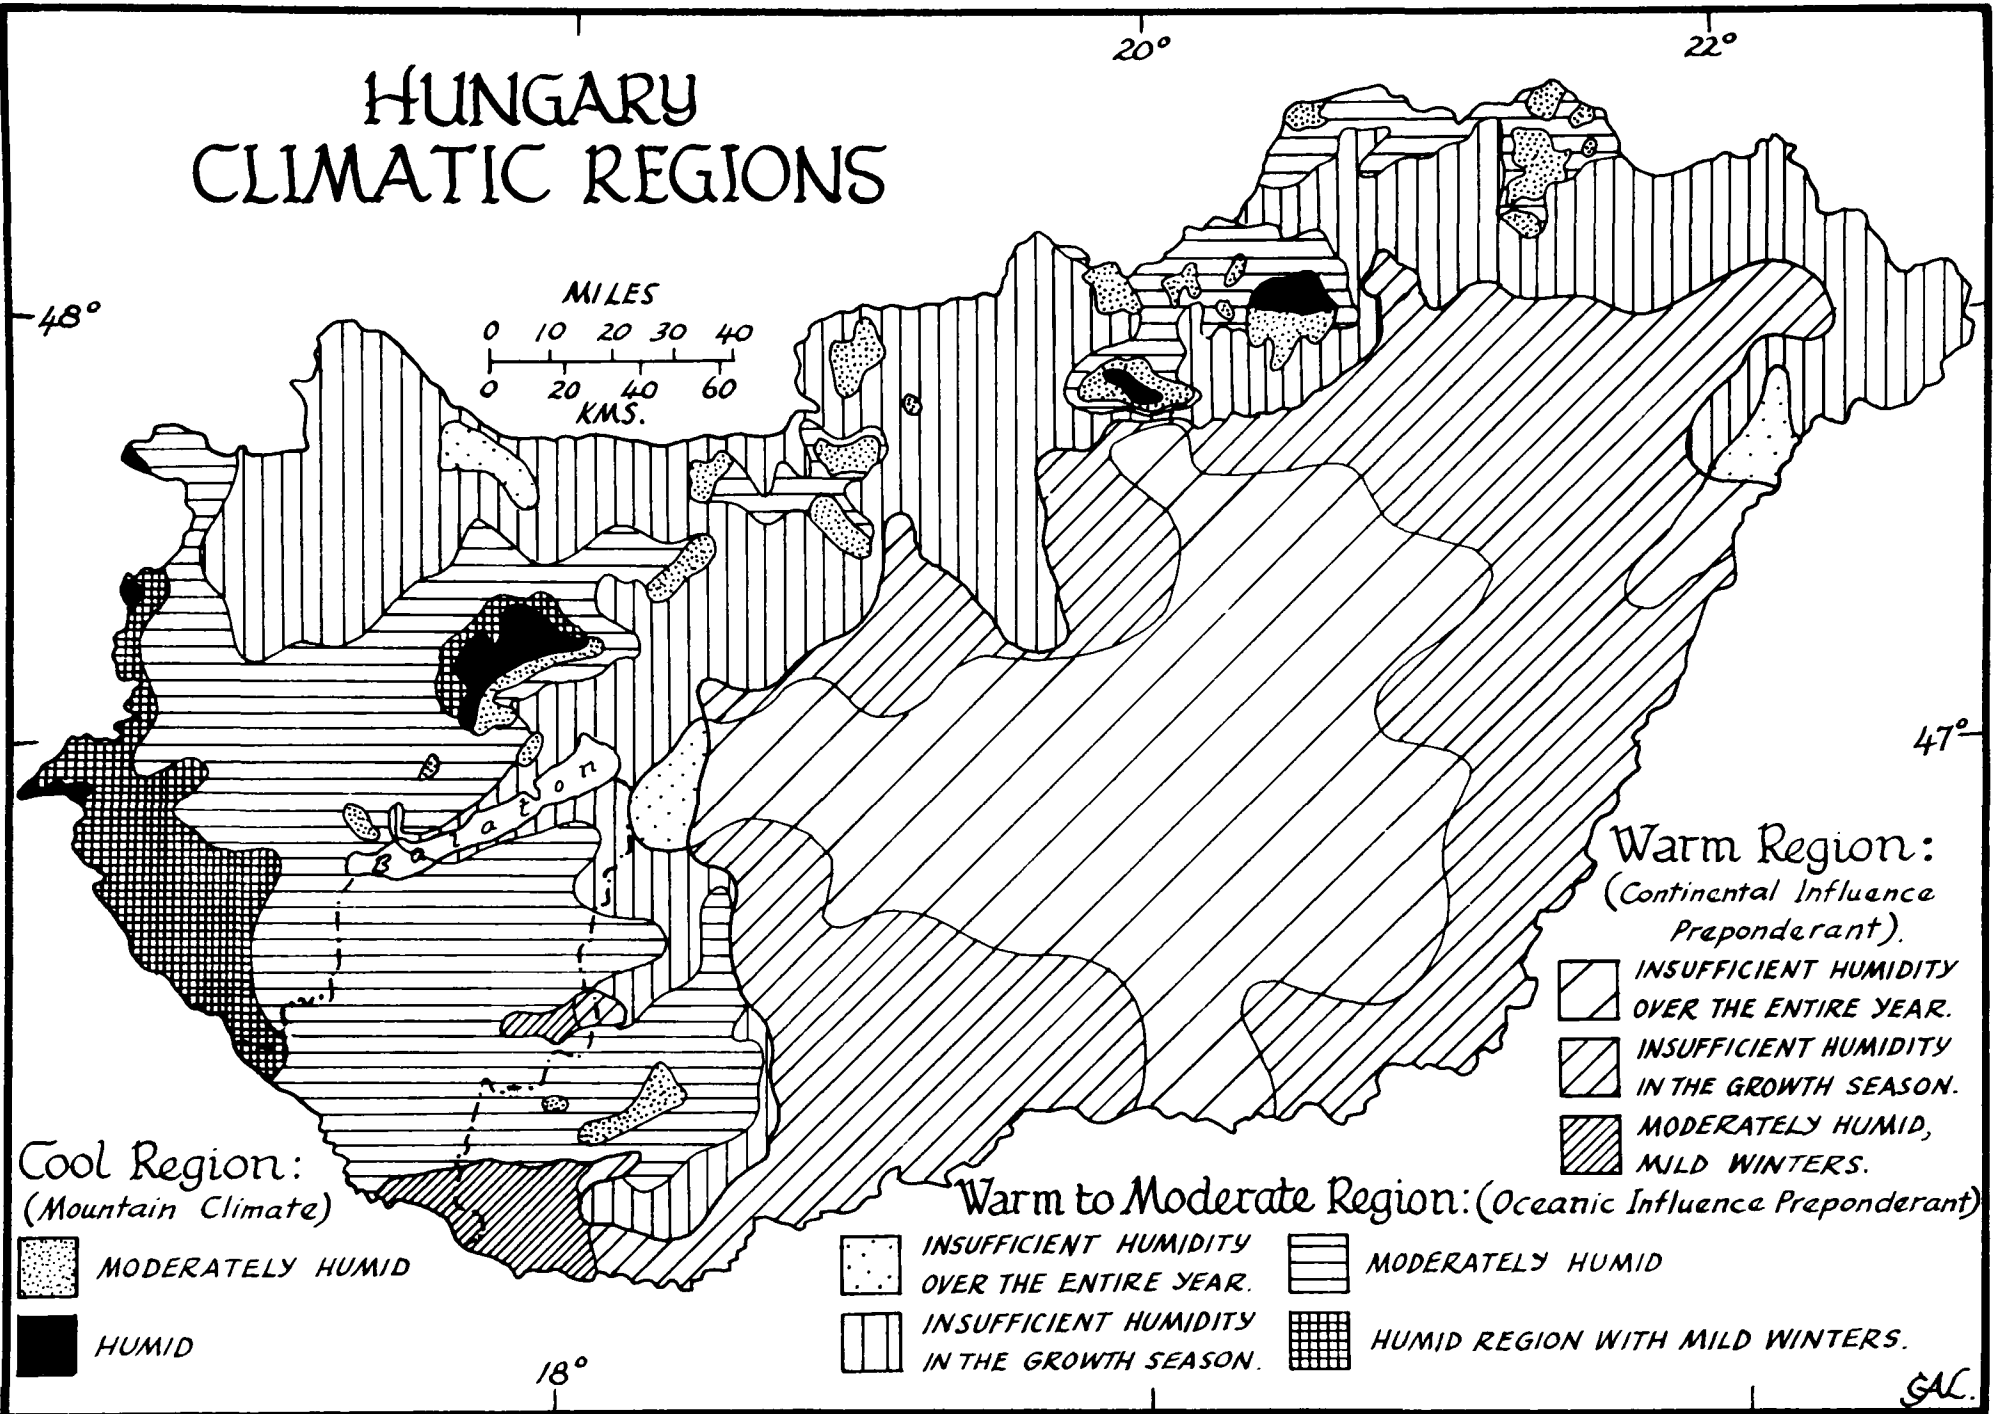 HUNGARY
CLIMATIC REGIONS
20°
22°
48°
MILES
0 10 20 30 40
0 20 40 60
KMS.
Balaton
47°
Warm Region:
(Continental Influence
Preponderant).
INSUFFICIENT HUMIDITY
OVER THE ENTIRE YEAR.
INSUFFICIENT HUMIDITY
IN THE GROWTH SEASON.
MODERATELY HUMID,
MILD WINTERS.
Cool Region:
(Mountain Climate)
MODERATELY HUMID
HUMID
Warm to Moderate Region: (Oceanic Influence Preponderant)
INSUFFICIENT HUMIDITY
OVER THE ENTIRE YEAR.
INSUFFICIENT HUMIDITY
IN THE GROWTH SEASON.
MODERATELY HUMID
HUMID REGION WITH MILD WINTERS.
18°
GAL.